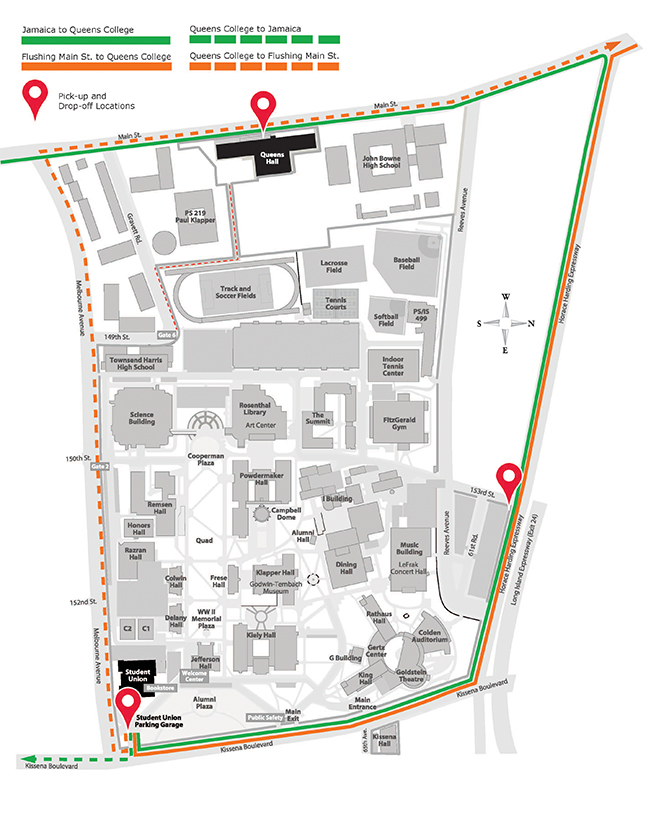 Jamaica to Queens College
Queens College to Jamaica
Flushing Main St. to Queens College
Queens College to Flushing Main St.
Pick-up and
Drop-off Locations
Main St.
Main St.
Queens
Hall
John Bowne
High School
PS 219
Paul Klapper
Gravett Rd.
Reeves Avenue
Lacrosse
Field
Baseball
Field
Track and
Soccer Fields
Tennis
Courts
Softball
Field
PS/IS
499
Horace Harding Expressway
W
S
N
E
Melbourne Avenue
149th St.
Townsend Harris
High School
Indoor
Tennis
Center
Science
Building
Rosenthal
Library
Art Center
The
Summit
FitzGerald
Gym
Cooperman
Plaza
150th St.
Powdermaker
Hall
I Building
153rd St.
Remsen
Hall
Campbell
Dome
Honors
Hall
Quad
Alumni
Hall
Reeves Avenue
61st Rd.
Horace Harding Expressway
Long Island Expressway (Exit 24)
Razran
Hall
Music
Building
LeFrak
Concert Hall
Dining
Hall
Colwin
Hall
Frese
Hall
Klapper Hall
Godwin-Ternbach
Museum
152nd St.
C2
C1
Delany
Hall
WW II
Memorial
Plaza
Kiely Hall
Rathaus
Hall
Colden
Auditorium
Gertz
Center
G Building
Goldstein
Theatre
King
Hall
Melbourne Avenue
Jefferson
Hall
Student
Union
Welcome
Center
Bookstore
Alumni
Plaza
Main
Entrance
Kissena Boulevard
Student Union
Parking Garage
Public Safety
Main
Exit
69th Ave.
Kissena
Hall
Kissena Boulevard
Kissena Boulevard